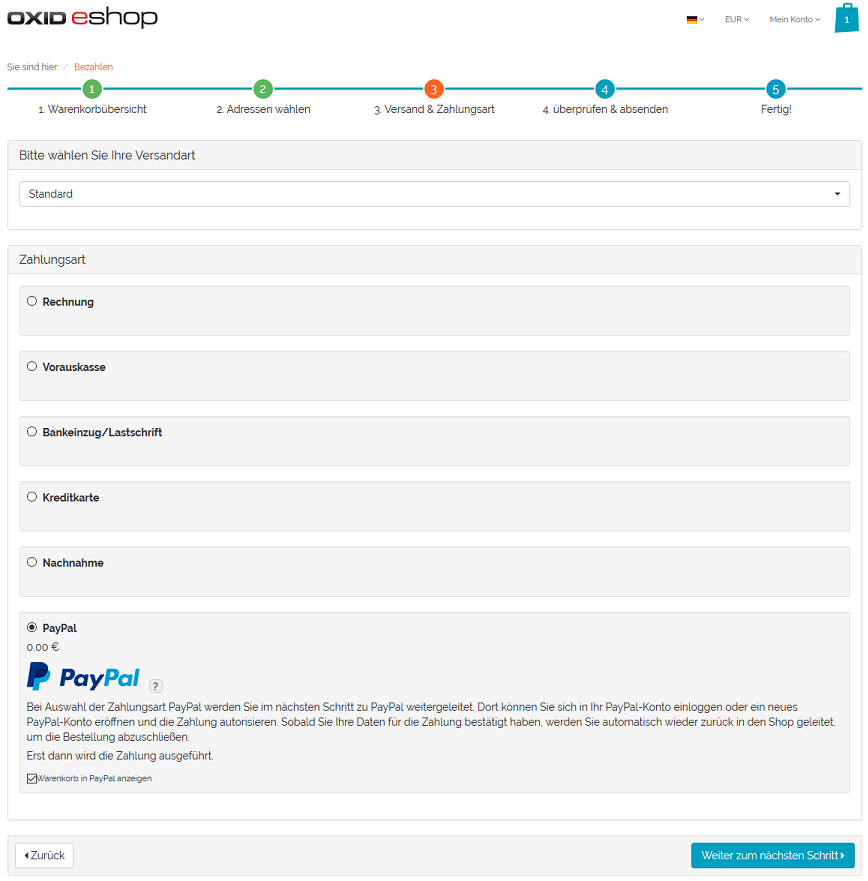 OXID eshop
EUR
Mein Konto
1
Sie sind hier: / Bezahlen
1 2 3 4 5
1. Warenkorbübersicht 2. Adressen wählen 3. Versand & Zahlungsart 4. überprüfen & absenden Fertig!
Bitte wählen Sie Ihre Versandart
Standard
Zahlungsart
Rechnung
Vorauskasse
Bankeinzug/Lastschrift
Kreditkarte
Nachnahme
PayPal
0,00 €
PayPal ?
Bei Auswahl der Zahlungsart PayPal werden Sie im nächsten Schritt zu PayPal weitergeleitet. Dort können Sie sich in Ihr PayPal-Konto einloggen oder ein neues
PayPal-Konto eröffnen und die Zahlung autorisieren. Sobald Sie Ihre Daten für die Zahlung bestätigt haben, werden Sie automatisch wieder zurück in den Shop geleitet,
um die Bestellung abzuschließen.
Erst dann wird die Zahlung ausgeführt.
Warenkorb in PayPal anzeigen
Zurück
Weiter zum nächsten Schritt